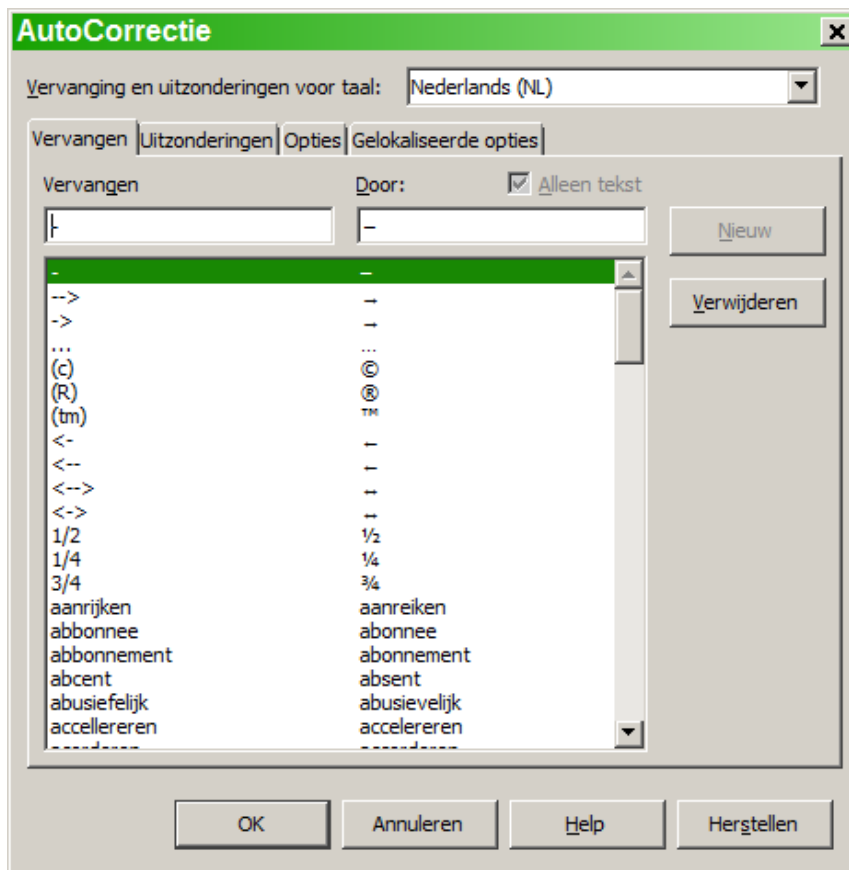 AutoCorrectie
Vervanging en uitzonderingen voor taal: Nederlands (NL)
Vervangen Uitzonderingen Opties Gelokaliseerde opties
Vervangen Door: Alleen tekst
- – Nieuw
- –
--> → Verwijderen
-> →
... …
(c) ©
(R) ®
(tm) ™
<- ←
<-- ←
<--> ↔
<-> ↔
1/2 ½
1/4 ¼
3/4 ¾
aanrijken aanreiken
abbonnee abonnee
abbonnement abonnement
abcent absent
abusiefelijk abusievelijk
accellereren accelereren
OK Annuleren Help Herstellen